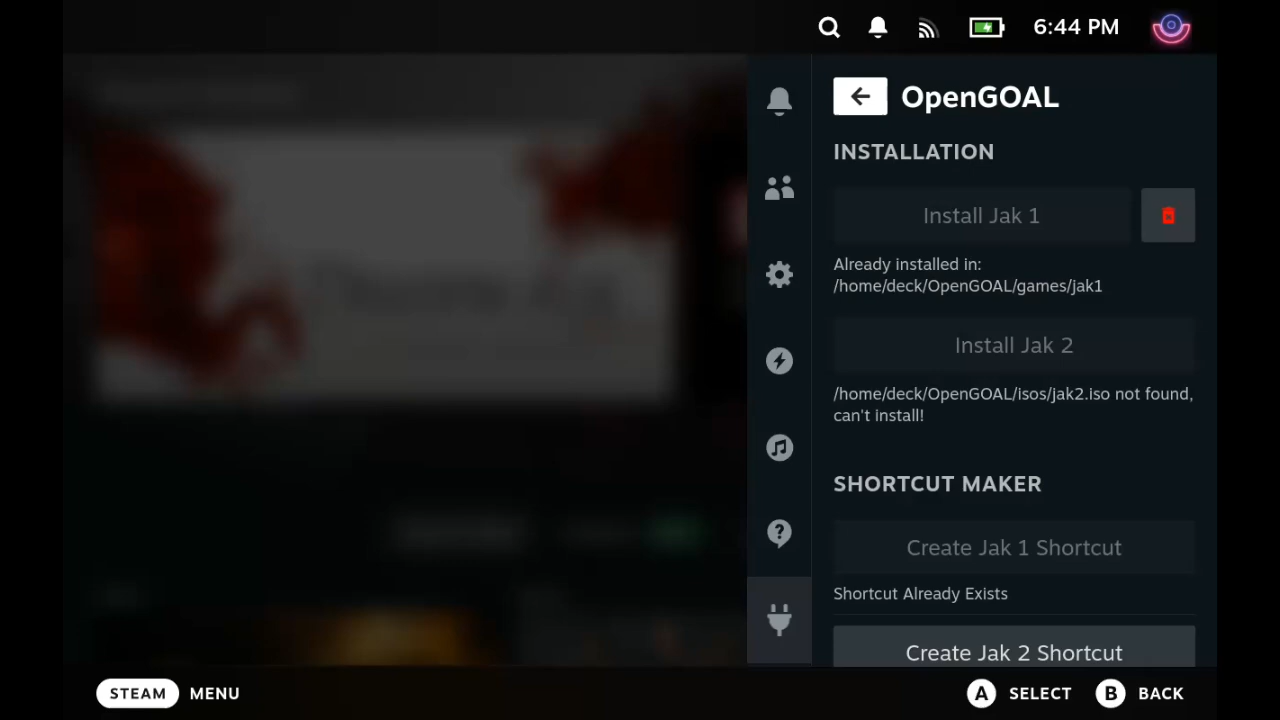 6:44 PM
OpenGOAL
INSTALLATION
Install Jak 1
Already installed in:
/home/deck/OpenGOAL/games/jak1
Install Jak 2
/home/deck/OpenGOAL/isos/jak2.iso not found,
can't install!
SHORTCUT MAKER
Create Jak 1 Shortcut
Shortcut Already Exists
Create Jak 2 Shortcut
STEAM MENU
A SELECT B BACK